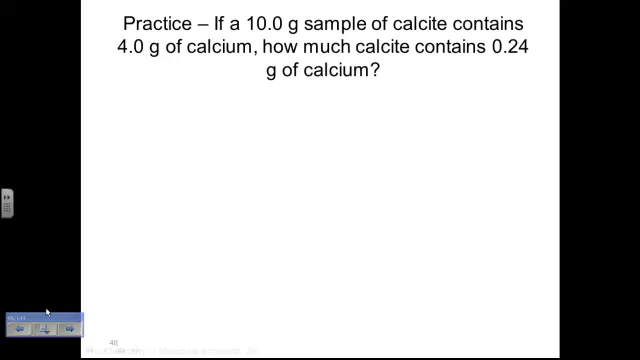 Practice – If a 10.0 g sample of calcite contains
4.0 g of calcium, how much calcite contains 0.24
g of calcium?
48